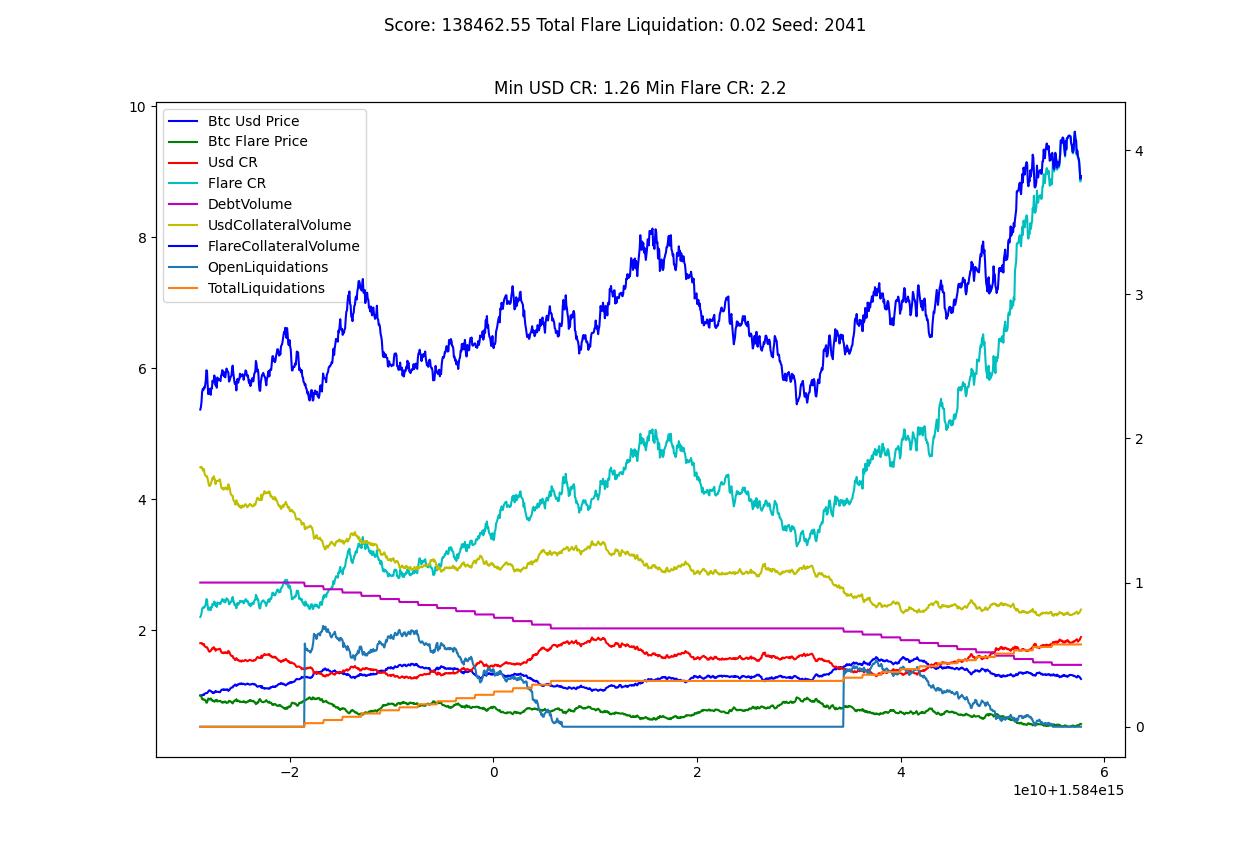 Score: 138462.55 Total Flare Liquidation: 0.02 Seed: 2041
Min USD CR: 1.26 Min Flare CR: 2.2
10
8
6
4
2
Btc Usd Price
Btc Flare Price
Usd CR
Flare CR
DebtVolume
UsdCollateralVolume
FlareCollateralVolume
OpenLiquidations
TotalLiquidations
4
3
2
1
0
−2
0
2
4
6
1e10+1.584e15